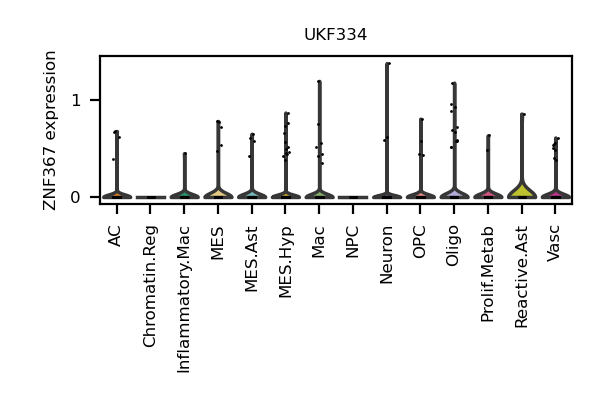 UKF334
ZNF367 expression
1
0
AC
Chromatin.Reg
Inflammatory.Mac
MES
MES.Ast
MES.Hyp
Mac
NPC
Neuron
OPC
Oligo
Prolif.Metab
Reactive.Ast
Vasc